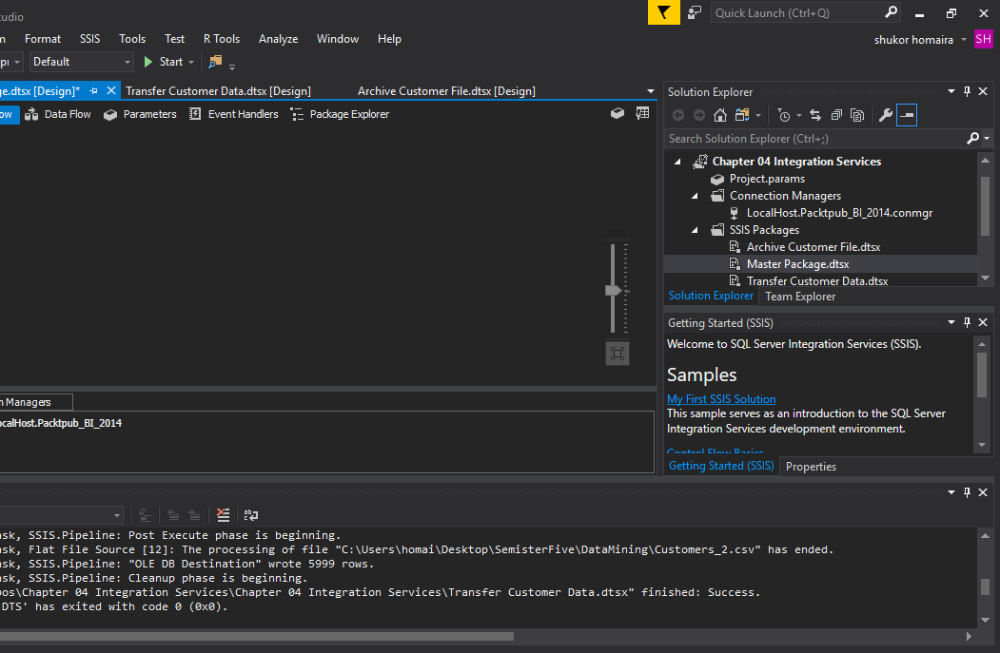 tudio
Quick Launch (Ctrl+Q)
Format SSIS Tools Test R Tools Analyze Window Help
shukor homaira SH
Default Start
ge.dtsx [Design]* Transfer Customer Data.dtsx [Design] Archive Customer File.dtsx [Design]
ow Data Flow Parameters Event Handlers Package Explorer
Solution Explorer
Search Solution Explorer (Ctrl+;)
Chapter 04 Integration Services
Project.params
Connection Managers
LocalHost.Packtpub_BI_2014.conmgr
SSIS Packages
Archive Customer File.dtsx
Master Package.dtsx
Transfer Customer Data.dtsx
Solution Explorer Team Explorer
Getting Started (SSIS)
Welcome to SQL Server Integration Services (SSIS).
Samples
My First SSIS Solution
This sample serves as an introduction to the SQL Server
Integration Services development environment.
Control Flow Basics
Getting Started (SSIS) Properties
n Managers
ocalHost.Packtpub_BI_2014
ask, SSIS.Pipeline: Post Execute phase is beginning.
ask, Flat File Source [12]: The processing of file "C:\Users\homai\Desktop\SemisterFive\DataMining\Customers_2.csv" has ended.
ask, SSIS.Pipeline: "OLE DB Destination" wrote 5999 rows.
ask, SSIS.Pipeline: Cleanup phase is beginning.
pos\Chapter 04 Integration Services\Chapter 04 Integration Services\Transfer Customer Data.dtsx" finished: Success.
DTS' has exited with code 0 (0x0).